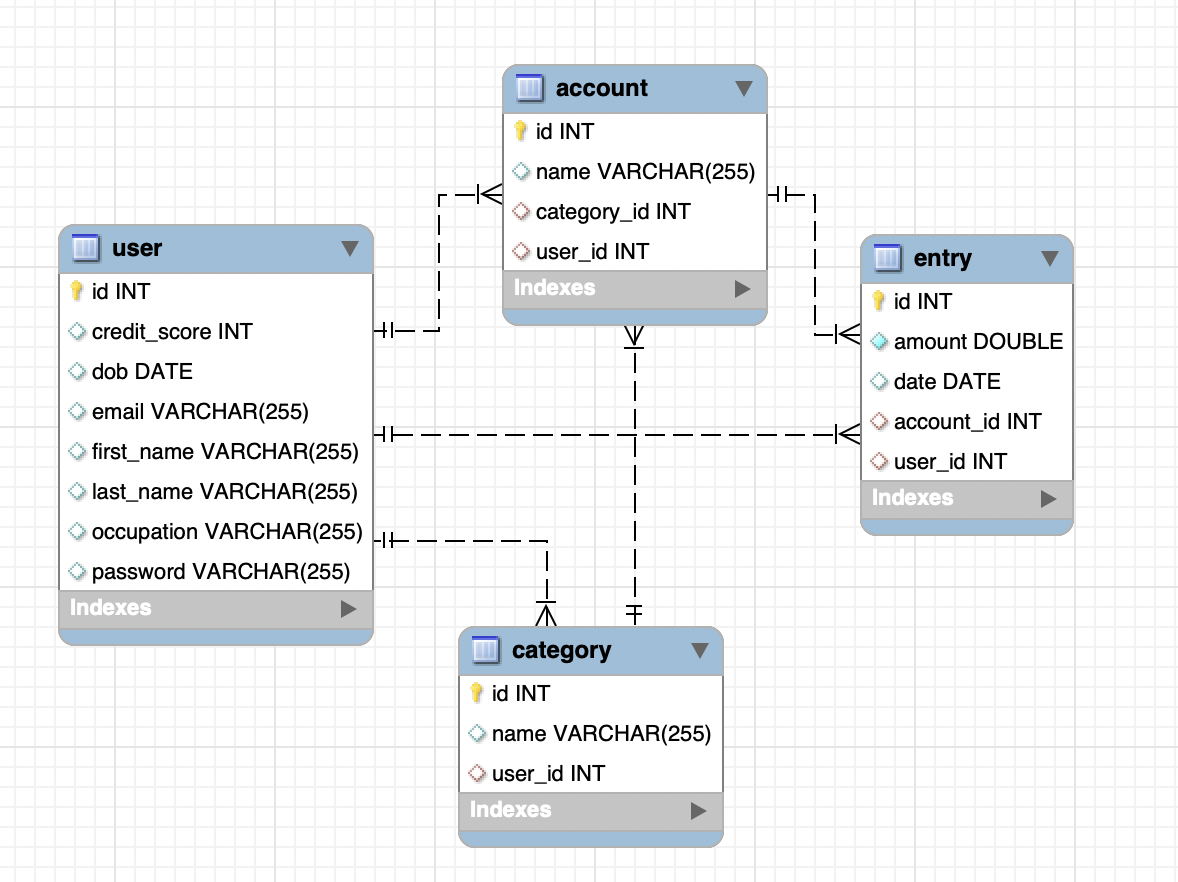 account
id INT
name VARCHAR(255)
category_id INT
user_id INT
Indexes
user
id INT
credit_score INT
dob DATE
email VARCHAR(255)
first_name VARCHAR(255)
last_name VARCHAR(255)
occupation VARCHAR(255)
password VARCHAR(255)
Indexes
entry
id INT
amount DOUBLE
date DATE
account_id INT
user_id INT
Indexes
category
id INT
name VARCHAR(255)
user_id INT
Indexes